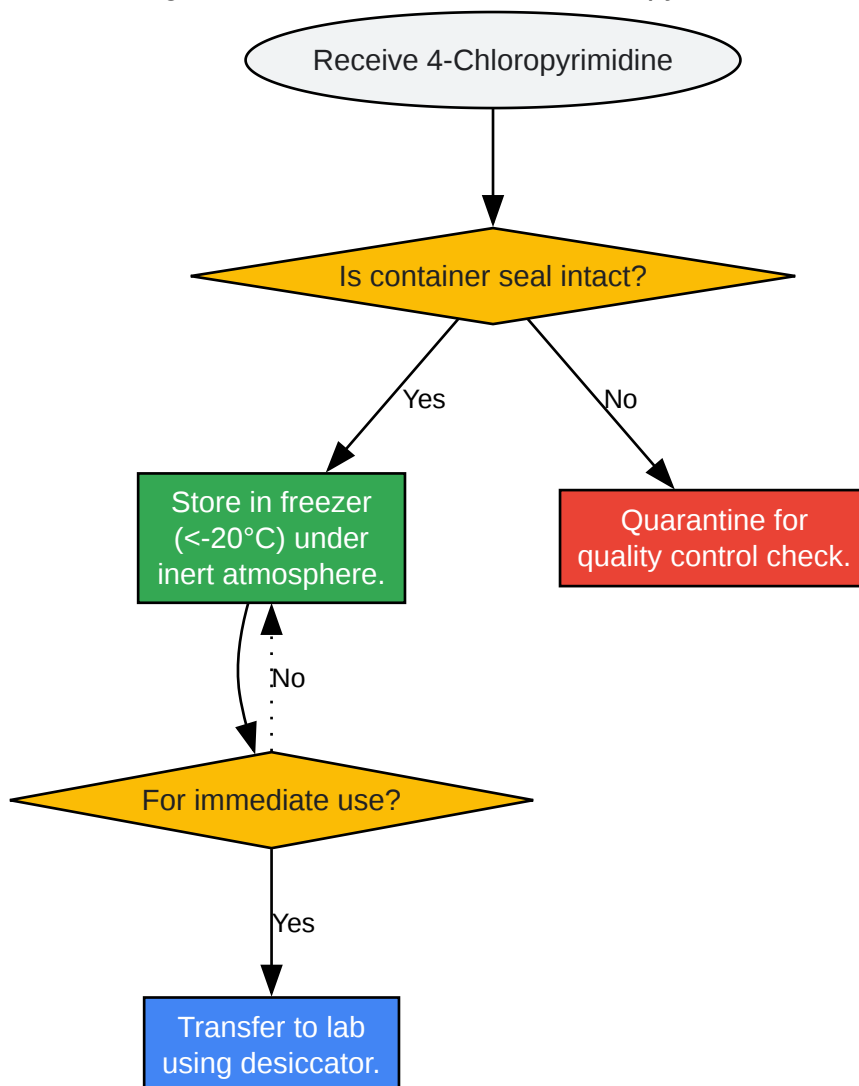 Receive 4-Chloropyrimidine
Is container seal intact?
Yes
No
Store in freezer
(<-20°C) under
inert atmosphere.
Quarantine for
quality control check.
No
For immediate use?
Yes
Transfer to lab
using desiccator.